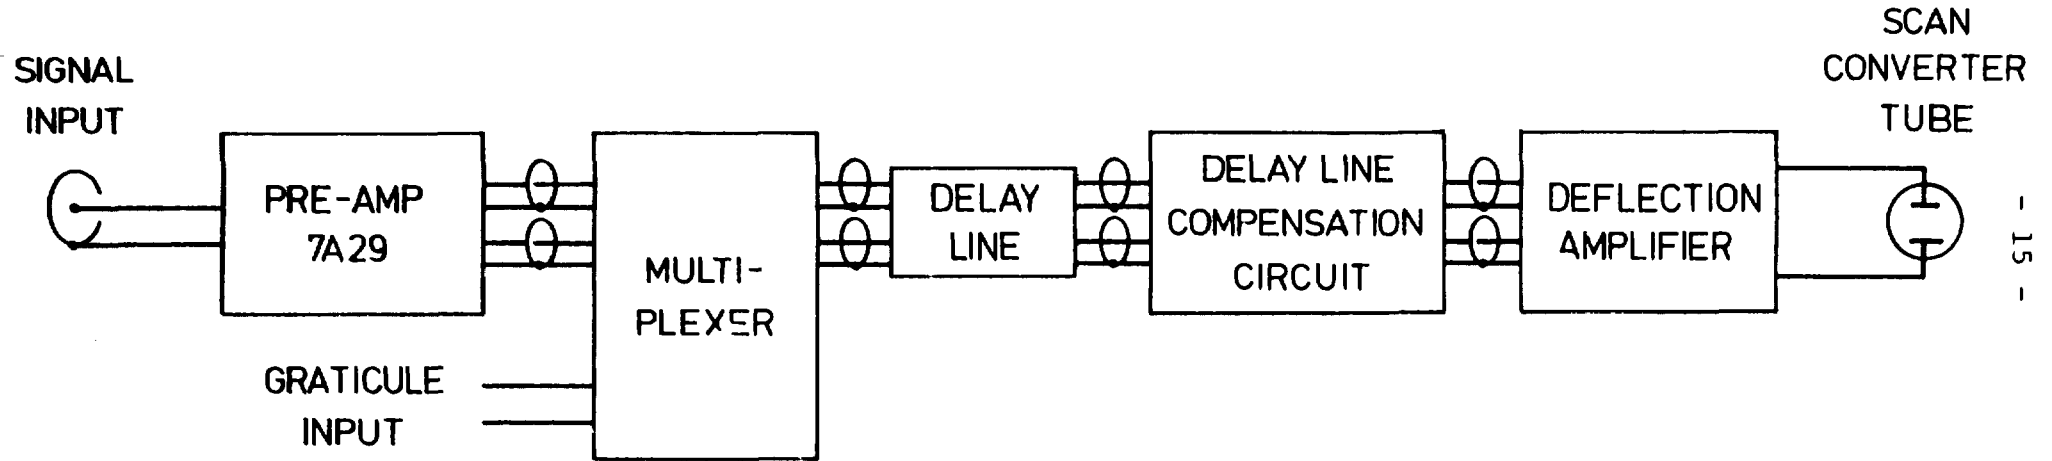 SIGNAL
INPUT
PRE-AMP
7A29
GRATICULE
INPUT
MULTI-
PLEXER
DELAY
LINE
DELAY LINE
COMPENSATION
CIRCUIT
DEFLECTION
AMPLIFIER
SCAN
CONVERTER
TUBE
- 15 -